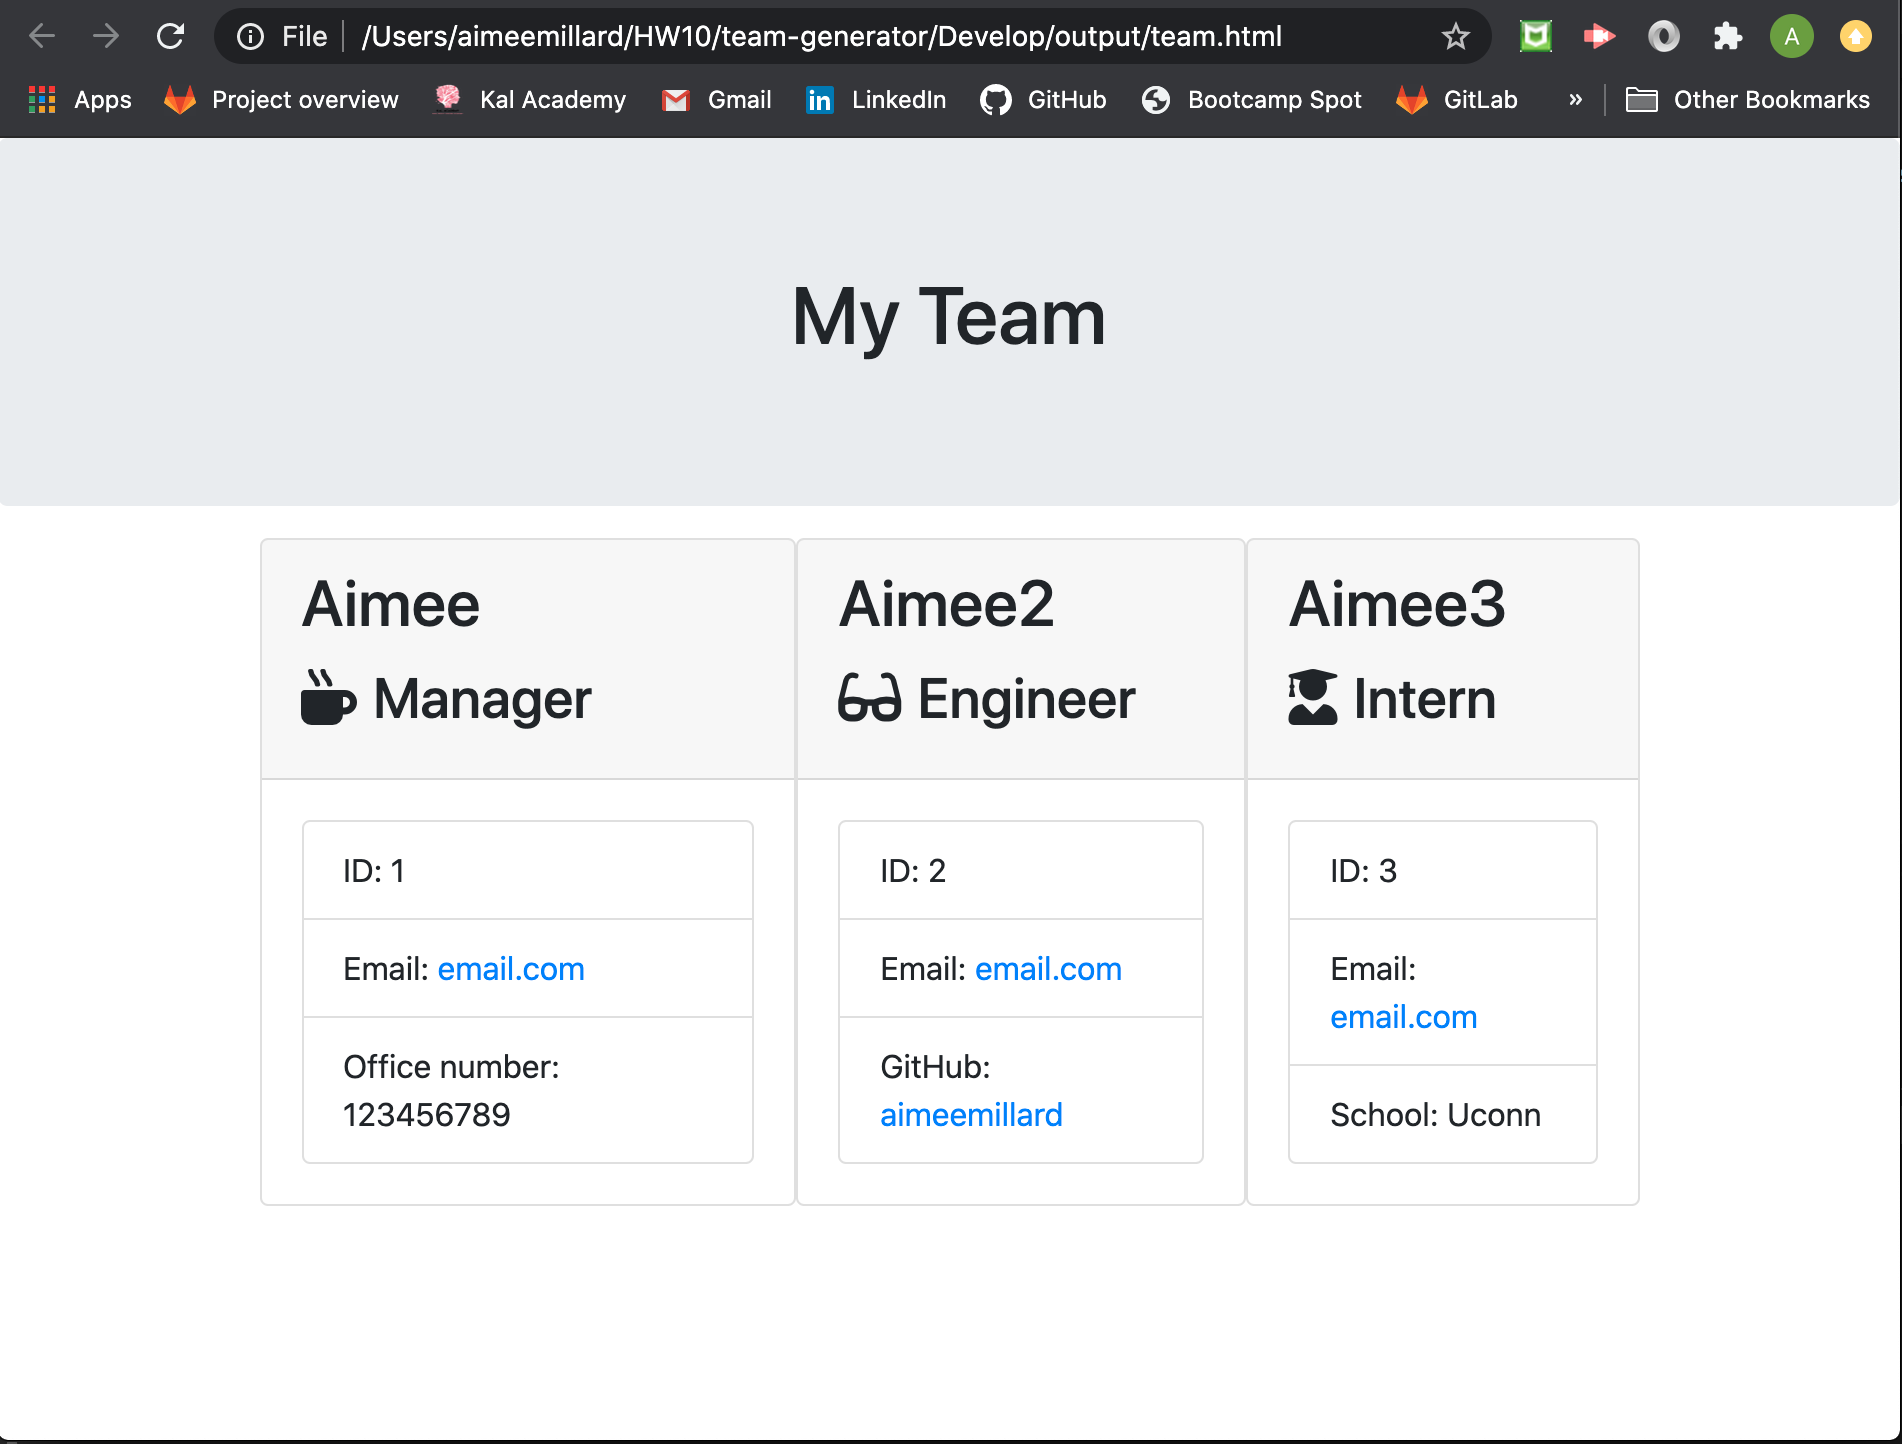 File /Users/aimeemillard/HW10/team-generator/Develop/output/team.html A
Apps Project overview Kal Academy Gmail in LinkedIn GitHub Bootcamp Spot GitLab » Other Bookmarks
My Team
Aimee
Manager
ID: 1
Email: email.com
Office number:
123456789
Aimee2
Engineer
ID: 2
Email: email.com
GitHub:
aimeemillard
Aimee3
Intern
ID: 3
Email:
email.com
School: Uconn